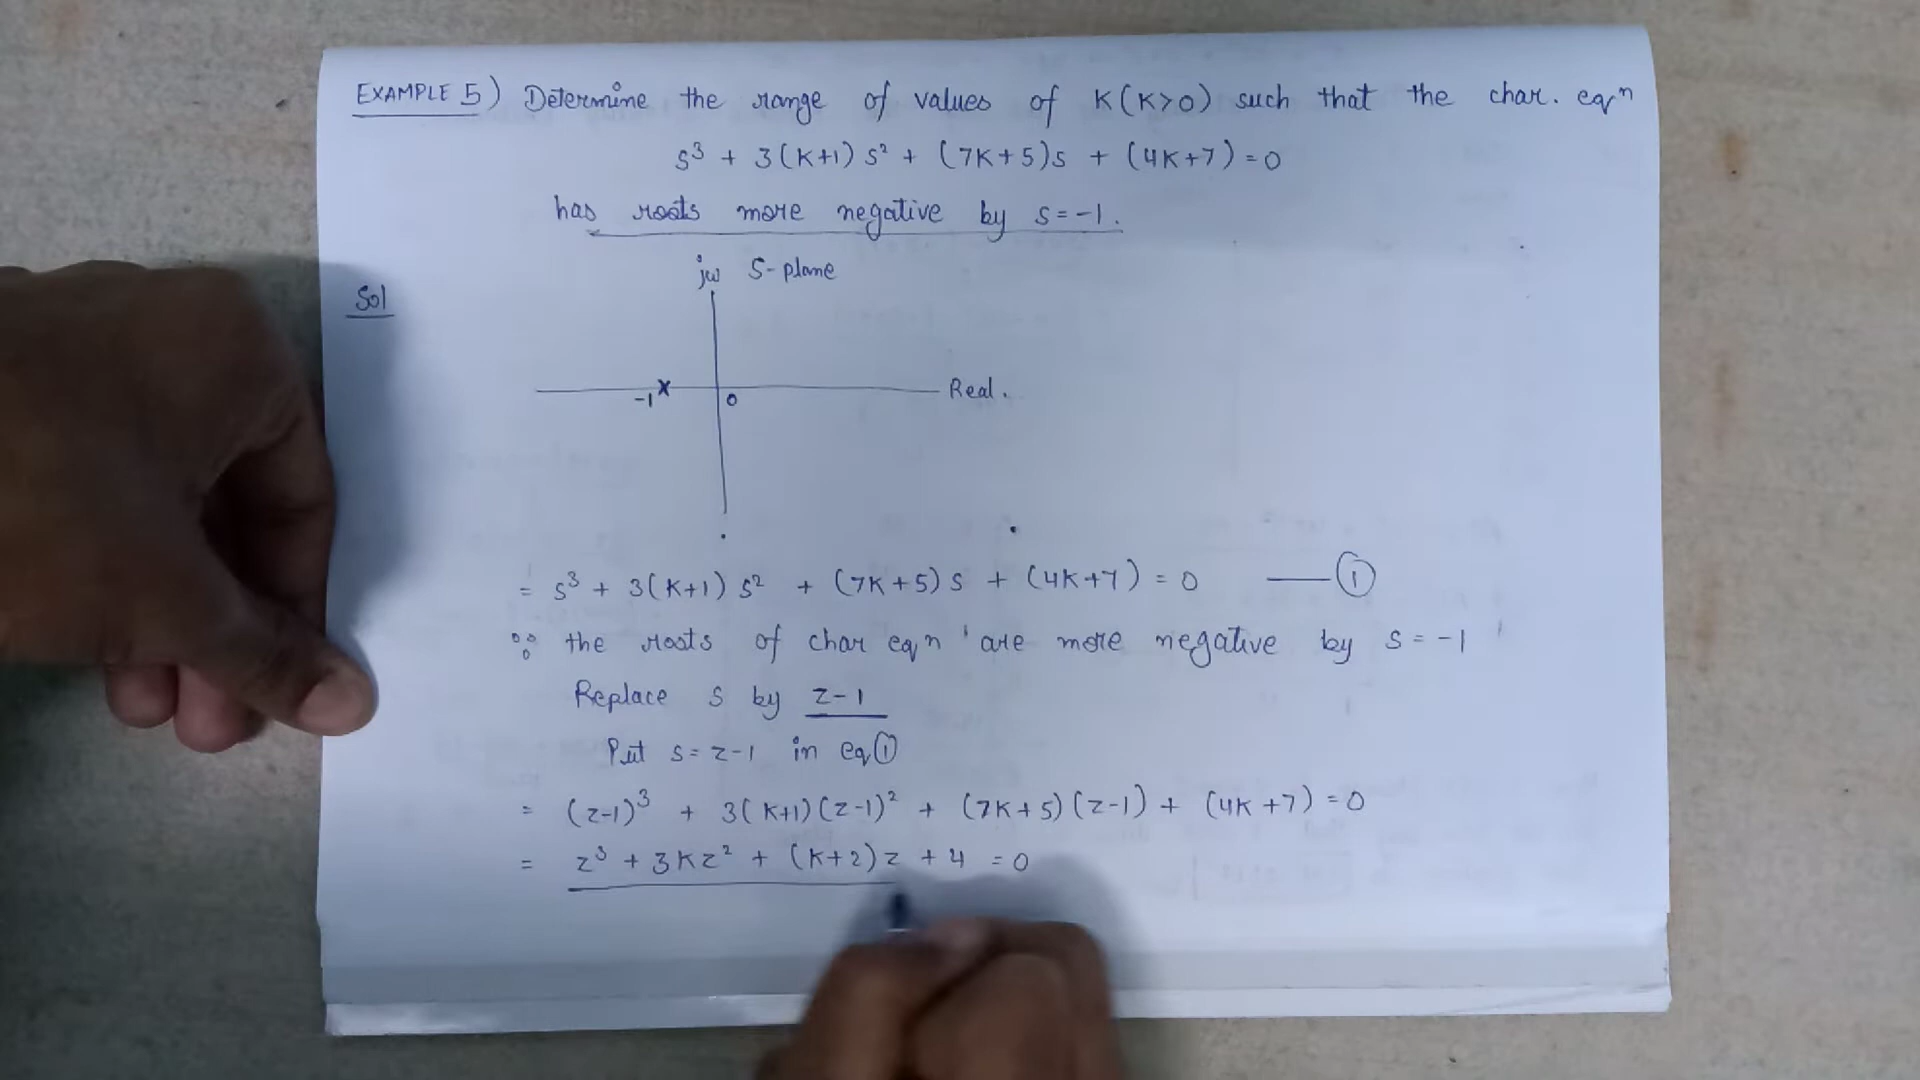 EXAMPLE 5) Determine the range of values of K(K>0) such that the char. eqⁿ
s³ + 3(K+1) s² + (7K+5)s + (4K+7) = 0
has roots more negative by s = -1.
jw S-plane
Sol
-1 x 0 Real.
= s³ + 3(K+1) s² + (7K+5) s + (4K+7) = 0 —— ①
∵ the roots of char eqn are more negative by s = -1
Replace s by z-1
Put s = z-1 in eq ①
= (z-1)³ + 3(K+1)(z-1)² + (7K+5)(z-1) + (4K+7) = 0
= z³ + 3Kz² + (K+2)z + 4 = 0